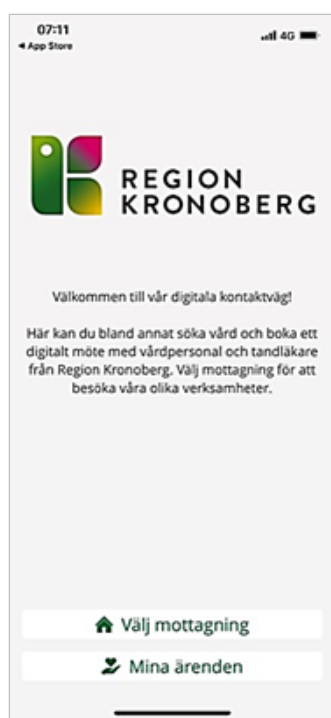 07:11
4G
◀ App Store
REGION
KRONOBERG
Välkommen till vår digitala kontaktväg!
Här kan du bland annat söka vård och boka ett
digitalt möte med vårdpersonal och tandläkare
från Region Kronoberg. Välj mottagning för att
besöka våra olika verksamheter.
Välj mottagning
Mina ärenden